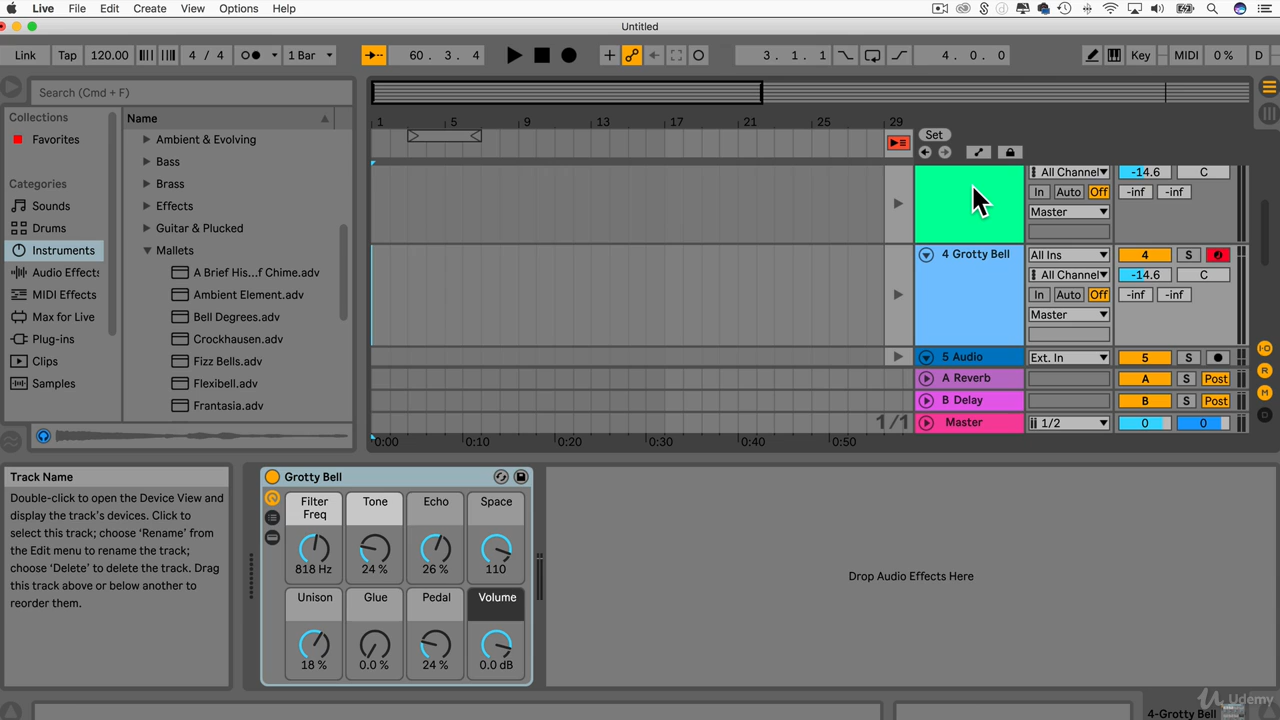 Live File Edit Create View Options Help
Untitled
Link Tap 120.00 4 / 4 1 Bar 60. 3. 4 3. 1. 1 4. 0. 0 Key MIDI 0 % D
Search (Cmd + F)
Collections
Favorites
Categories
Sounds
Drums
Instruments
Audio Effects
MIDI Effects
Max for Live
Plug-ins
Clips
Samples
Name
Ambient & Evolving
Bass
Brass
Effects
Guitar & Plucked
Mallets
A Brief His...f Chime.adv
Ambient Element.adv
Bell Degrees.adv
Crockhausen.adv
Fizz Bells.adv
Flexibell.adv
Frantasia.adv
1 5 9 13 17 21 25 29
Set
All Channel -14.6 C
In Auto Off -inf -inf
Master
4 Grotty Bell All Ins 4 S
All Channel -14.6 C
In Auto Off -inf -inf
Master
5 Audio Ext. In 5 S
A Reverb A S Post
B Delay B S Post
1/1 Master 1/2 0 0
0:00 0:10 0:20 0:30 0:40 0:50
I·O
R
M
D
Track Name
Double-click to open the Device View and
display the track's devices. Click to
select this track; choose 'Rename' from
the Edit menu to rename the track;
choose 'Delete' to delete the track. Drag
this track above or below another to
reorder them.
Grotty Bell
Filter Freq Tone Echo Space
818 Hz 24 % 26 % 110
Unison Glue Pedal Volume
18 % 0.0 % 24 % 0.0 dB
Drop Audio Effects Here
Udemy
4-Grotty Bell